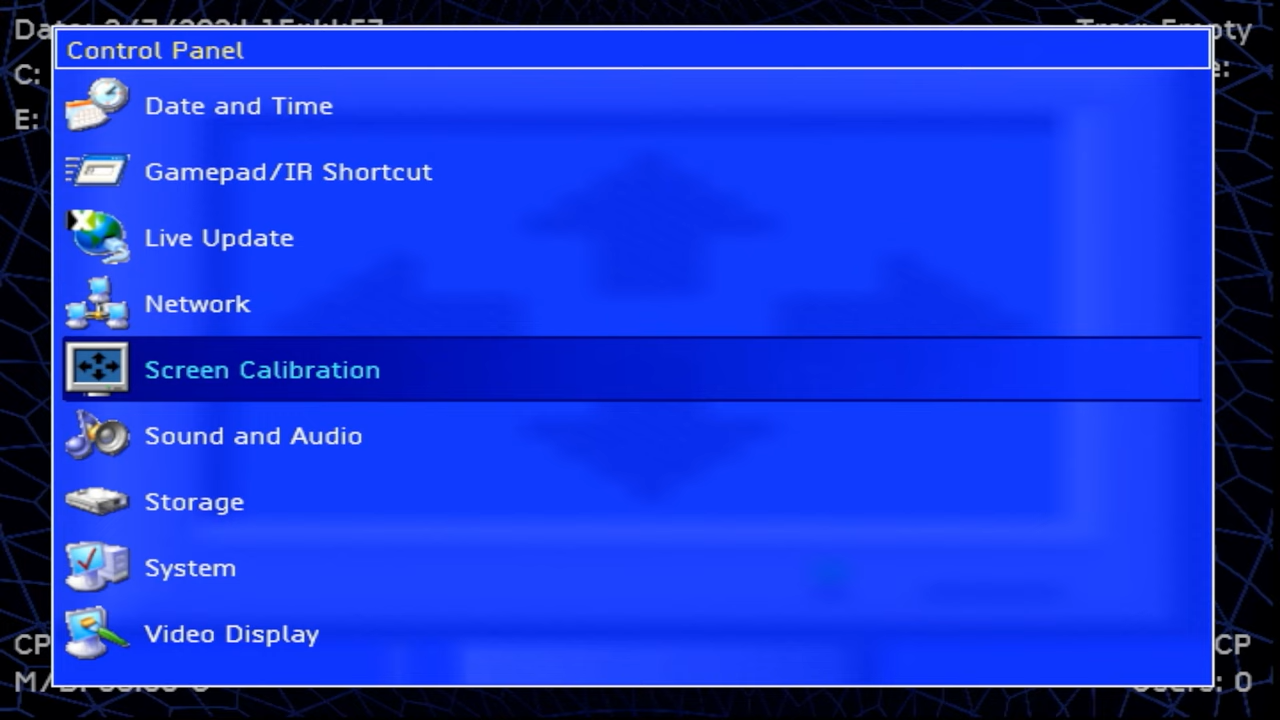 Control Panel
C:
E:
Date and Time
Gamepad/IR Shortcut
Live Update
Network
Screen Calibration
Sound and Audio
Storage
System
Video Display